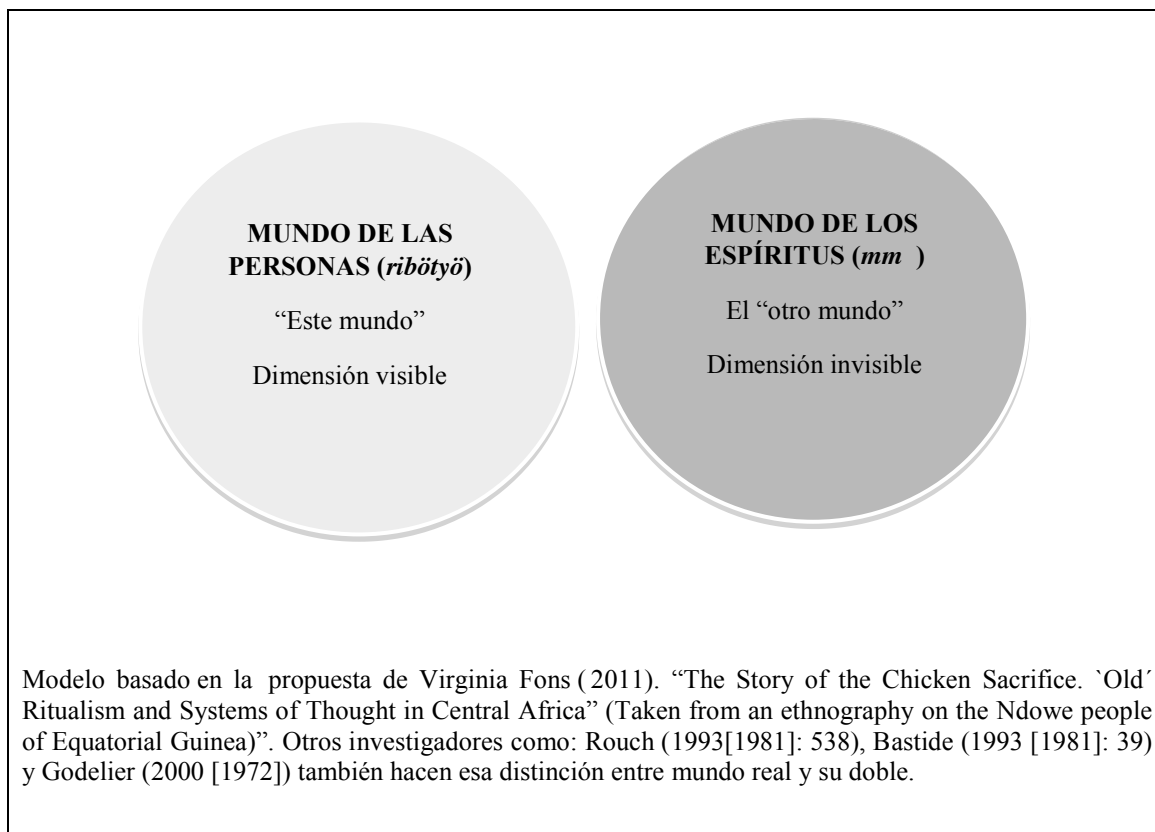 MUNDO DE LAS
PERSONAS (ribötyö)
“Este mundo”
Dimensión visible
MUNDO DE LOS
ESPÍRITUS (mm )
El “otro mundo”
Dimensión invisible
Modelo basado en la propuesta de Virginia Fons (2011). “The Story of the Chicken Sacrifice. `Old´
Ritualism and Systems of Thought in Central Africa” (Taken from an ethnography on the Ndowe people
of Equatorial Guinea)”. Otros investigadores como: Rouch (1993[1981]: 538), Bastide (1993 [1981]: 39)
y Godelier (2000 [1972]) también hacen esa distinción entre mundo real y su doble.